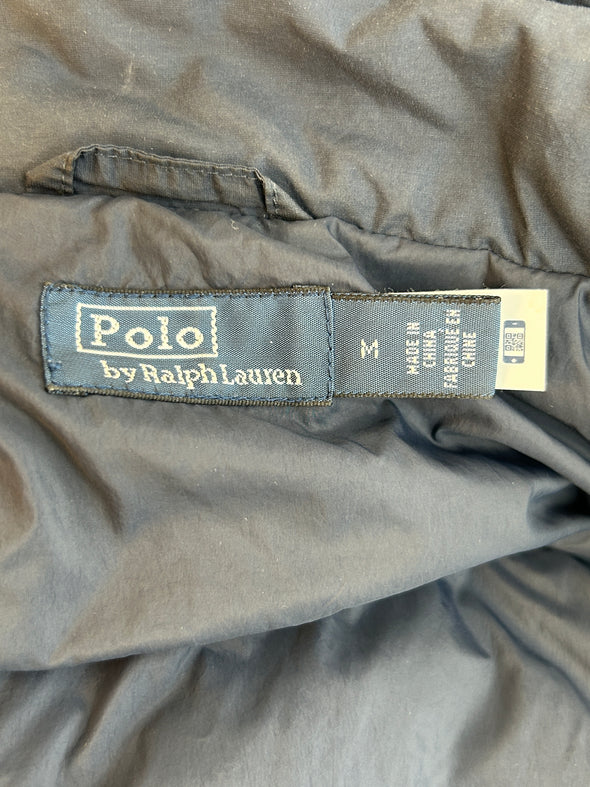 Polo
by Ralph Lauren
M
MADE IN
CHINA
FABRIQUE EN
CHINE